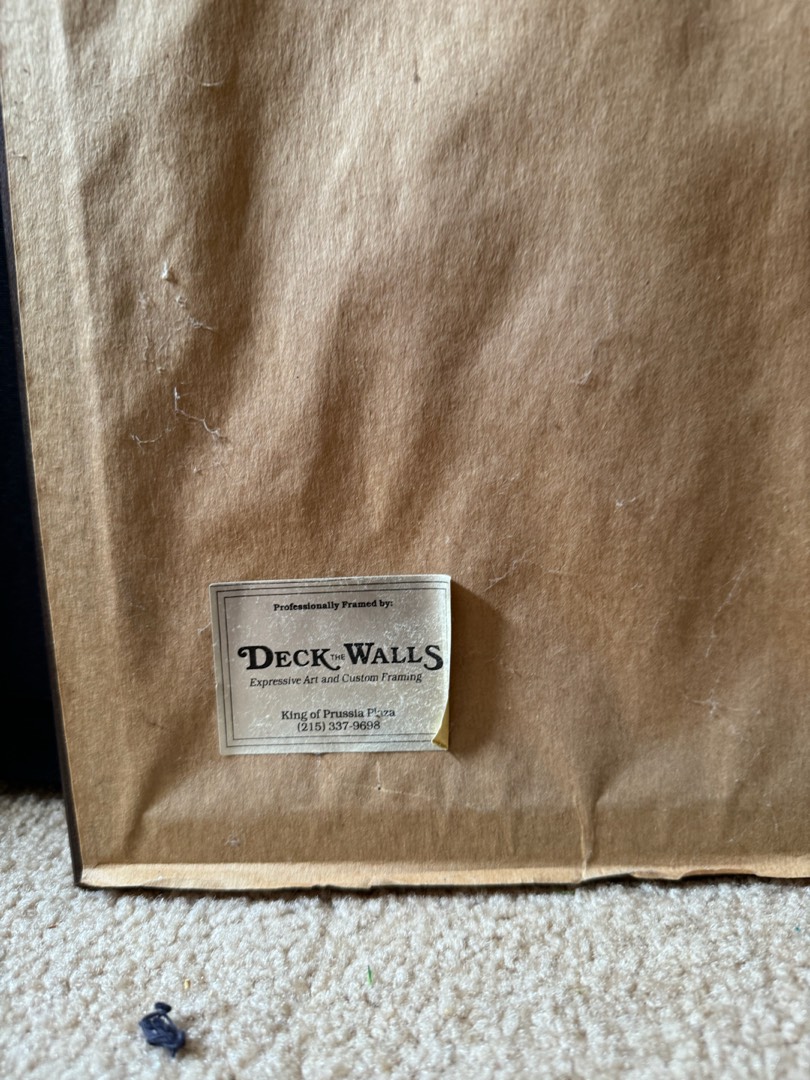 Professionally Framed by:
DECK THE WALLS
Expressive Art and Custom Framing
King of Prussia Plaza
(215) 337-9698